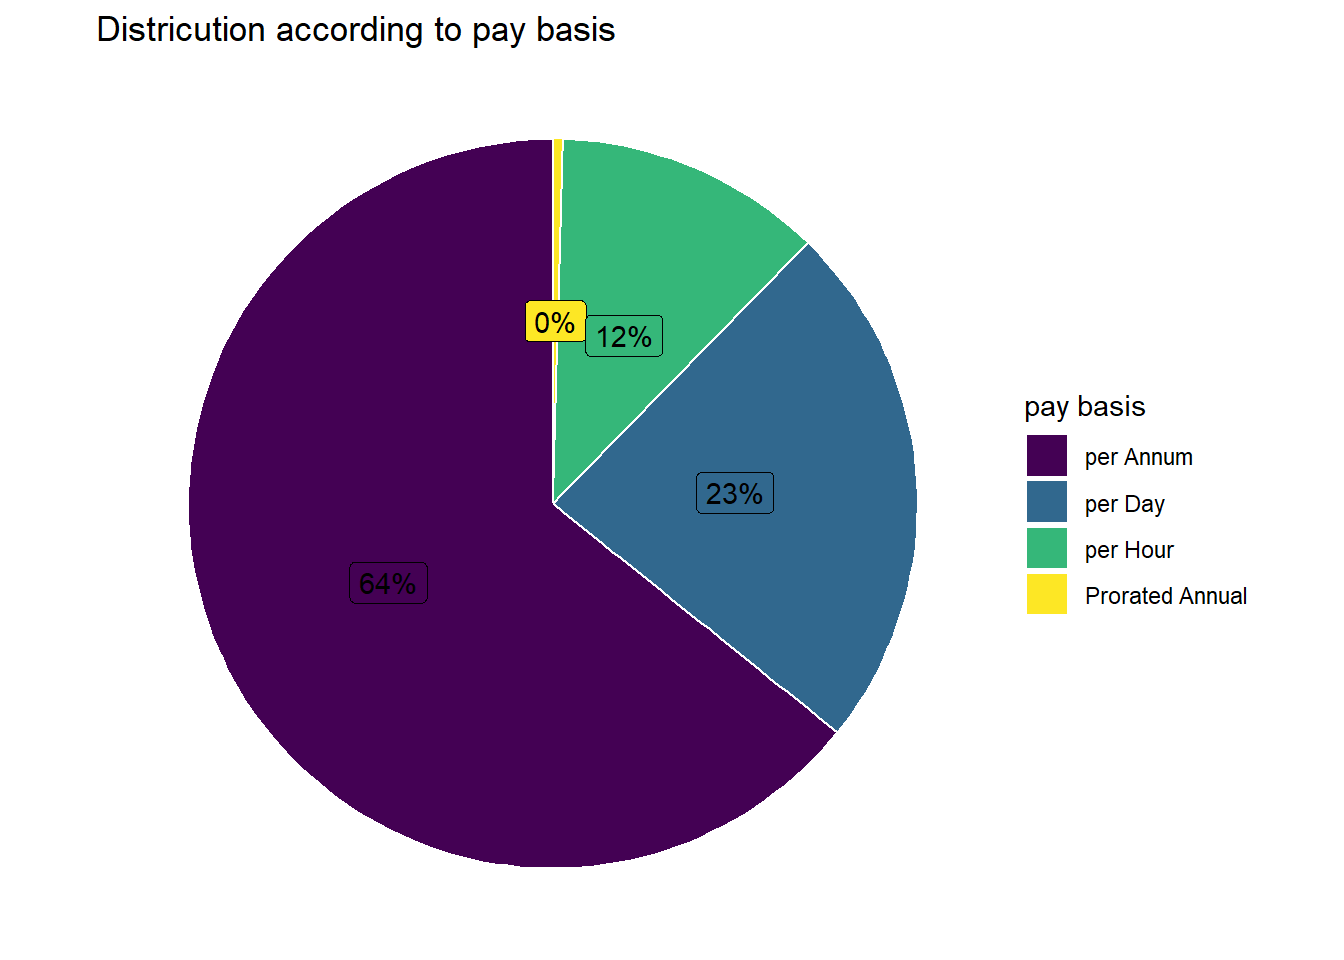 Districution according to pay basis
0%
12%
23%
64%
pay basis
per Annum
per Day
per Hour
Prorated Annual